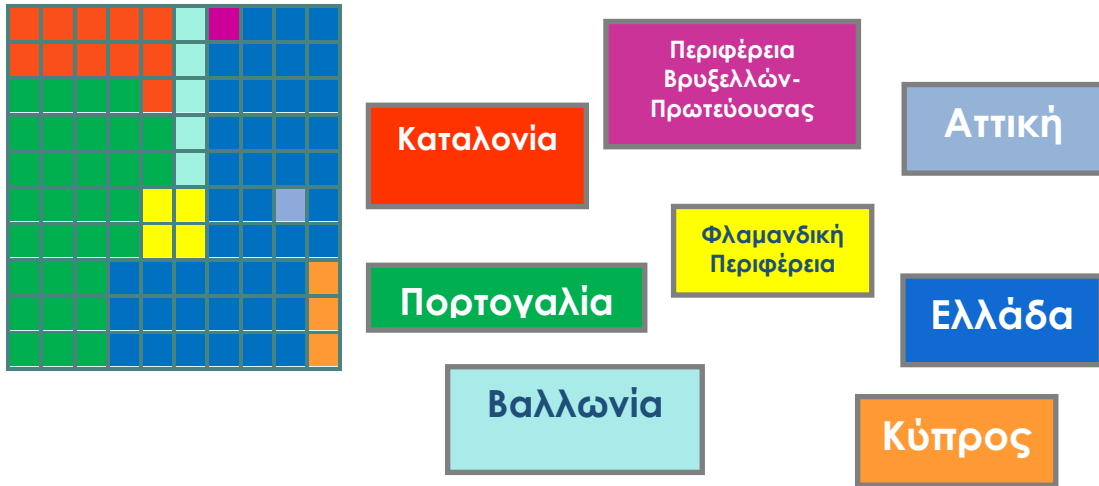 Περιφέρεια
Βρυξελλών-
Πρωτεύουσας
Καταλονία
Αττική
Φλαμανδική
Περιφέρεια
Πορτογαλία
Ελλάδα
Βαλλωνία
Κύπρος